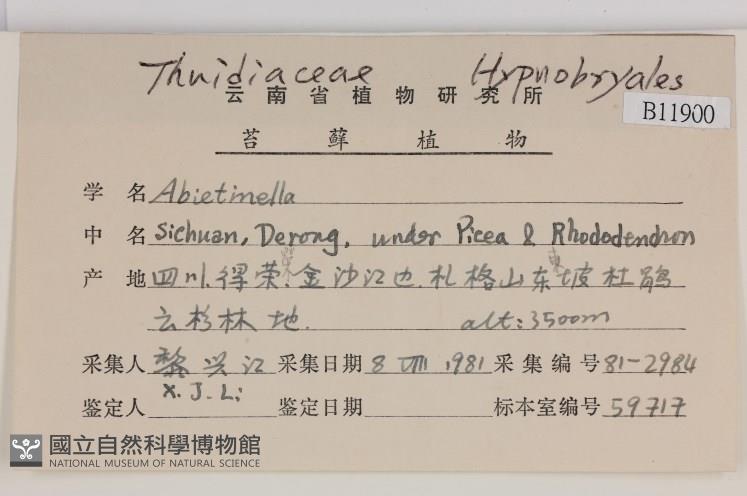 Thuidiaceae Hypnobryales
云南省植物研究所
B11900
苔藓植物
学名 Abietinella
中名 Sichuan, Derong, under Picea & Rhododendron
产地 四川.得荣.金沙江边.札格山东坡杜鹃
云杉林地. alt: 3500m
采集人 黎兴江 采集日期 8 VIII, 1981 采集编号 81-2984
X. J. Li
鉴定人 鉴定日期 标本室编号 59717
國立自然科學博物館
NATIONAL MUSEUM OF NATURAL SCIENCE